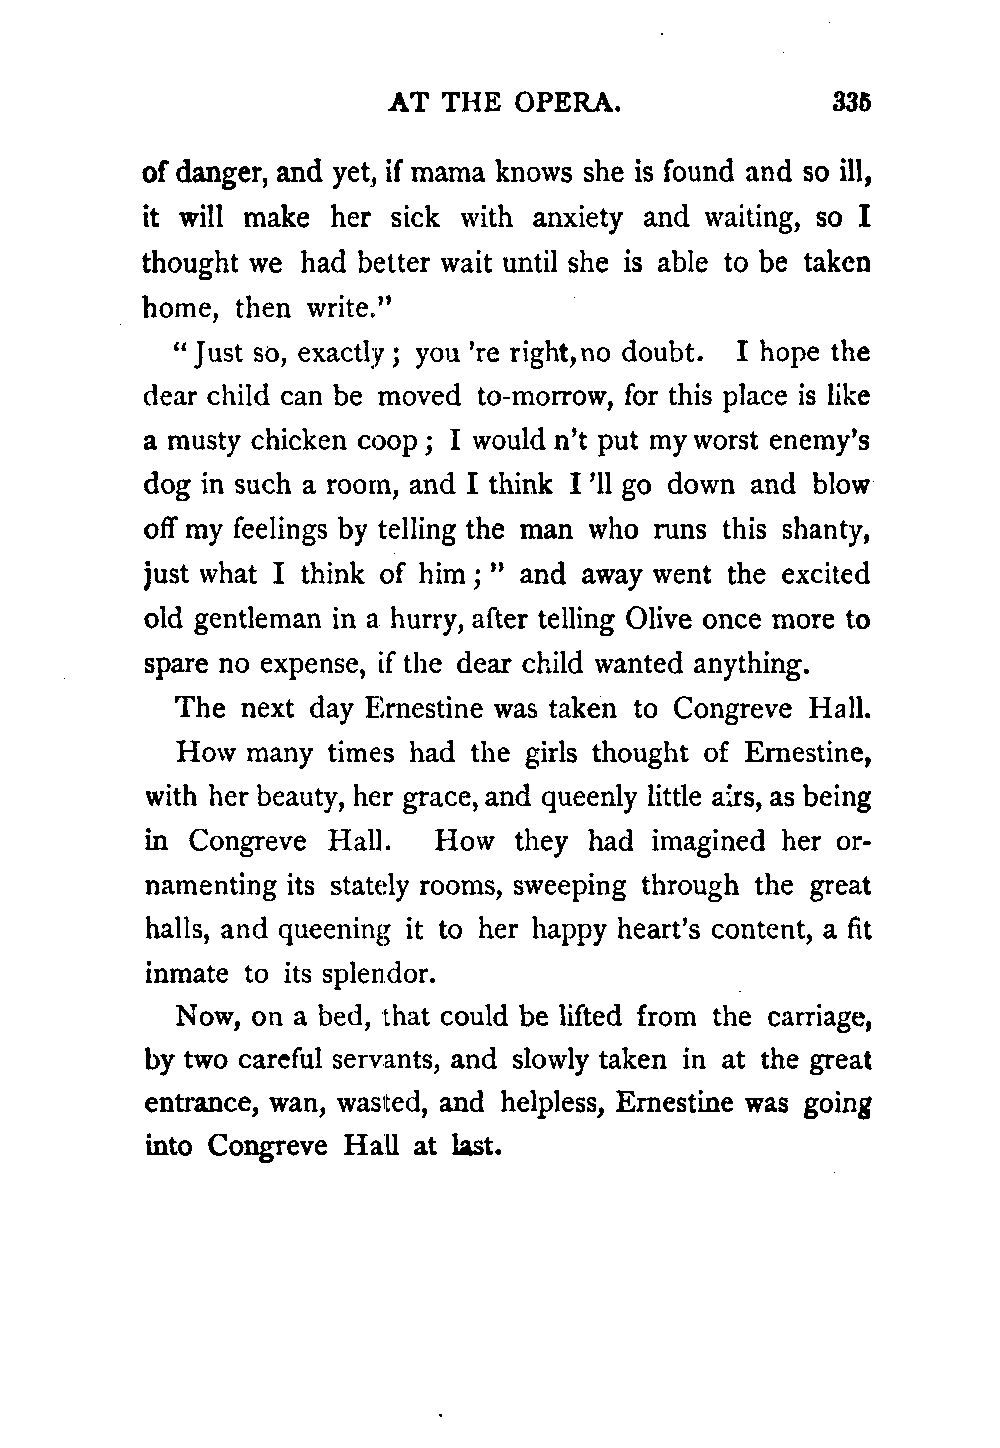 AT THE OPERA. 335
of danger, and yet, if mama knows she is found and so ill,
it will make her sick with anxiety and waiting, so I
thought we had better wait until she is able to be taken
home, then write."
"Just so, exactly; you 're right, no doubt. I hope the
dear child can be moved to-morrow, for this place is like
a musty chicken coop; I would n't put my worst enemy's
dog in such a room, and I think I 'll go down and blow
off my feelings by telling the man who runs this shanty,
just what I think of him;" and away went the excited
old gentleman in a hurry, after telling Olive once more to
spare no expense, if the dear child wanted anything.
The next day Ernestine was taken to Congreve Hall.
How many times had the girls thought of Ernestine,
with her beauty, her grace, and queenly little airs, as being
in Congreve Hall. How they had imagined her or-
namenting its stately rooms, sweeping through the great
halls, and queening it to her happy heart's content, a fit
inmate to its splendor.
Now, on a bed, that could be lifted from the carriage,
by two careful servants, and slowly taken in at the great
entrance, wan, wasted, and helpless, Ernestine was going
into Congreve Hall at last.